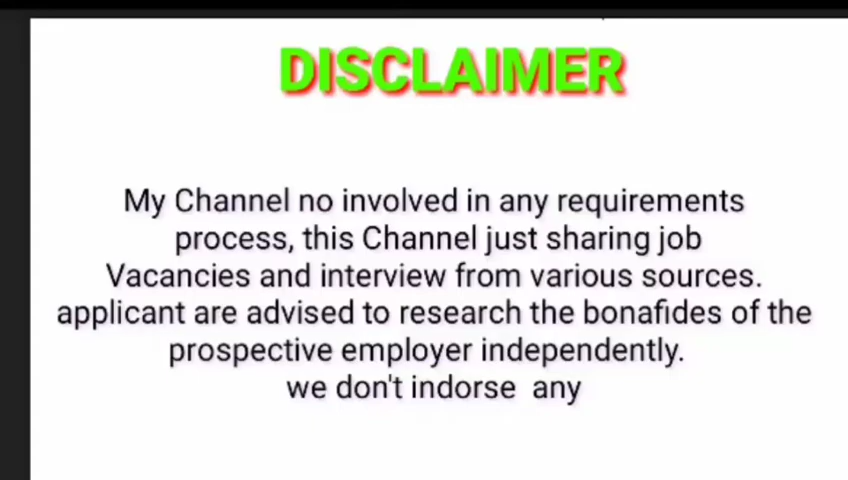 DISCLAIMER
My Channel no involved in any requirements
process, this Channel just sharing job
Vacancies and interview from various sources.
applicant are advised to research the bonafides of the
prospective employer independently.
we don't indorse any